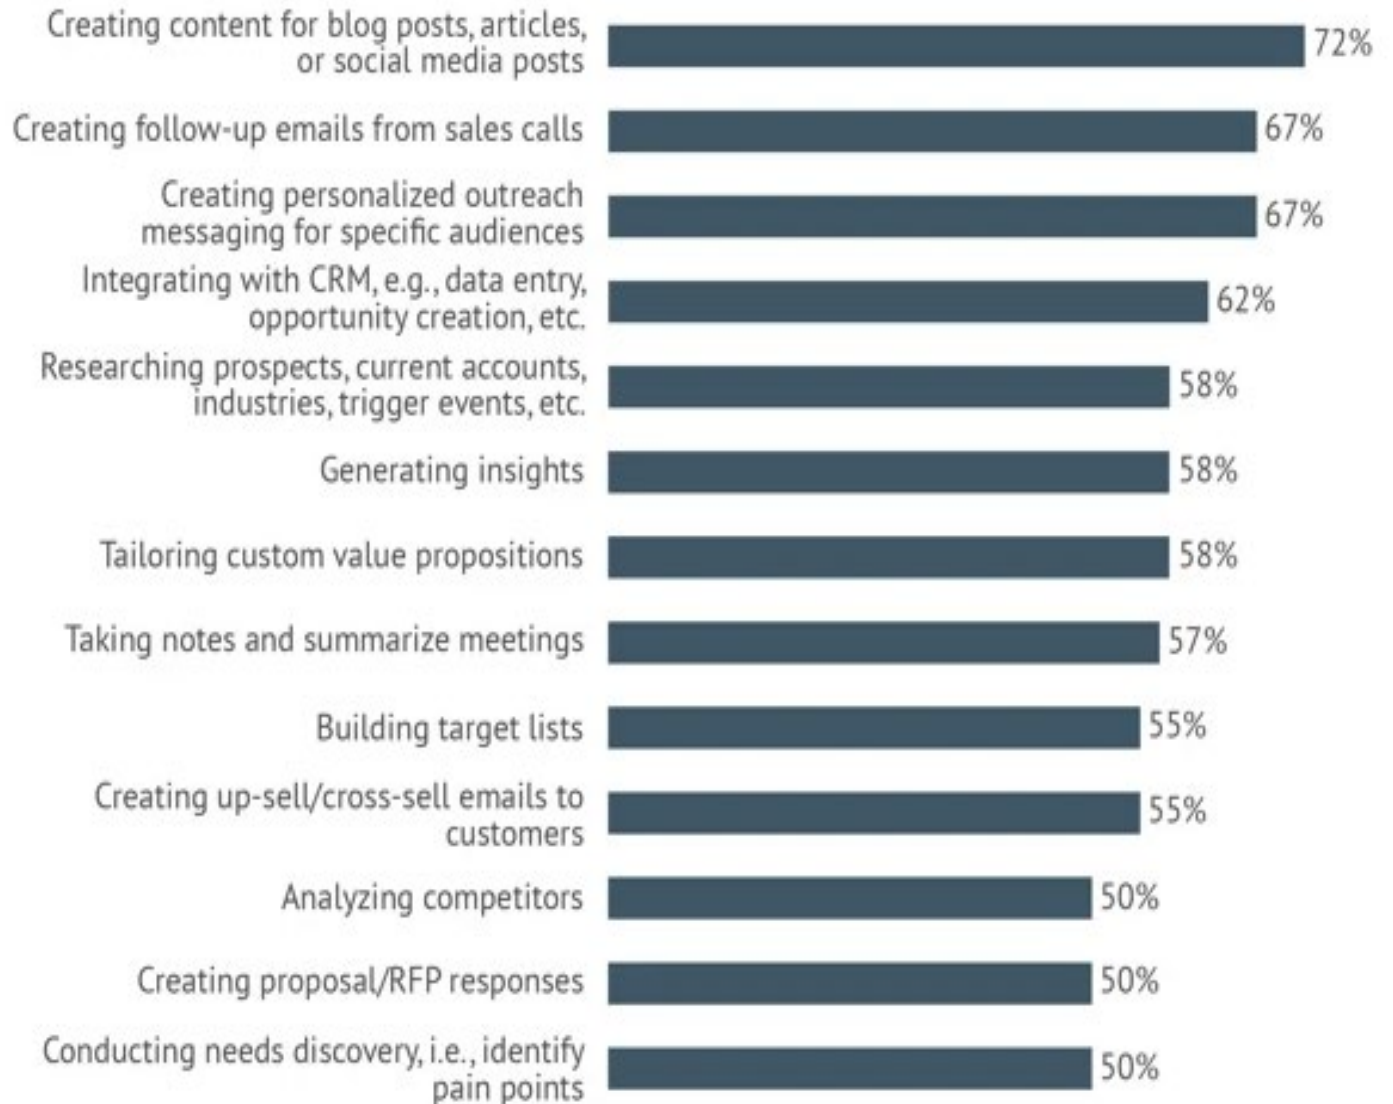 Creating content for blog posts, articles,
or social media posts
72%
Creating follow-up emails from sales calls
67%
Creating personalized outreach
messaging for specific audiences
67%
Integrating with CRM, e.g., data entry,
opportunity creation, etc.
62%
Researching prospects, current accounts,
industries, trigger events, etc.
58%
Generating insights
58%
Tailoring custom value propositions
58%
Taking notes and summarize meetings
57%
Building target lists
55%
Creating up-sell/cross-sell emails to
customers
55%
Analyzing competitors
50%
Creating proposal/RFP responses
50%
Conducting needs discovery, i.e., identify
pain points
50%